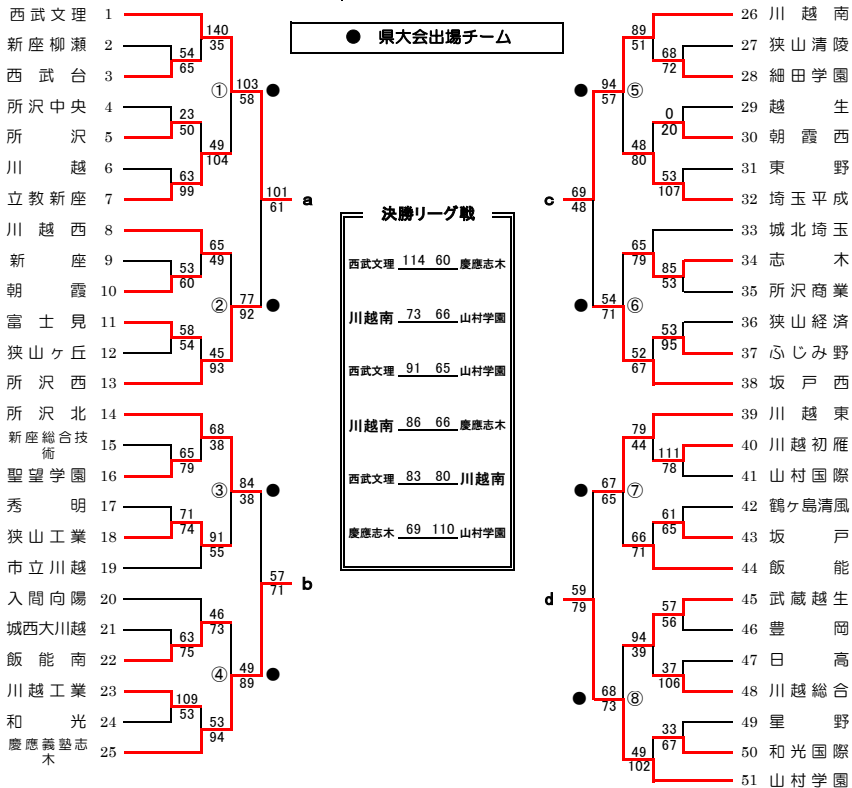 ● 県大会出場チーム
西武文理 1
新座柳瀬 2
西武台 3
所沢中央 4
所沢 5
川越 6
立教新座 7
川越西 8
新座 9
朝霞 10
富士見 11
狭山ヶ丘 12
所沢西 13
所沢北 14
新座総合技術 15
聖望学園 16
秀明 17
狭山工業 18
市立川越 19
入間向陽 20
城西大川越 21
飯能南 22
川越工業 23
和光 24
慶應義塾志木 25
54
65
140
35
23
50
63
99
49
104
①
103
58
●
53
60
65
49
58
54
45
93
②
77
92
●
101
61
a
65
79
68
38
71
74
91
55
③
84
38
●
63
75
46
73
109
53
53
94
④
49
89
●
57
71
b
決勝リーグ戦
西武文理 114 60 慶應志木
川越南 73 66 山村学園
西武文理 91 65 山村学園
川越南 86 66 慶應志木
西武文理 83 80 川越南
慶應志木 69 110 山村学園
c
69
48
●
94
57
⑤
89
51
68
72
48
80
0
20
53
107
●
54
71
⑥
65
79
85
53
52
67
53
95
d
59
79
●
67
65
⑦
79
44
111
78
66
71
61
65
●
68
73
⑧
94
39
57
56
37
106
49
102
33
67
26 川越南
27 狭山清陵
28 細田学園
29 越生
30 朝霞西
31 東野
32 埼玉平成
33 城北埼玉
34 志木
35 所沢商業
36 狭山経済
37 ふじみ野
38 坂戸西
39 川越東
40 川越初雁
41 山村国際
42 鶴ヶ島清風
43 坂戸
44 飯能
45 武蔵越生
46 豊岡
47 日高
48 川越総合
49 星野
50 和光国際
51 山村学園